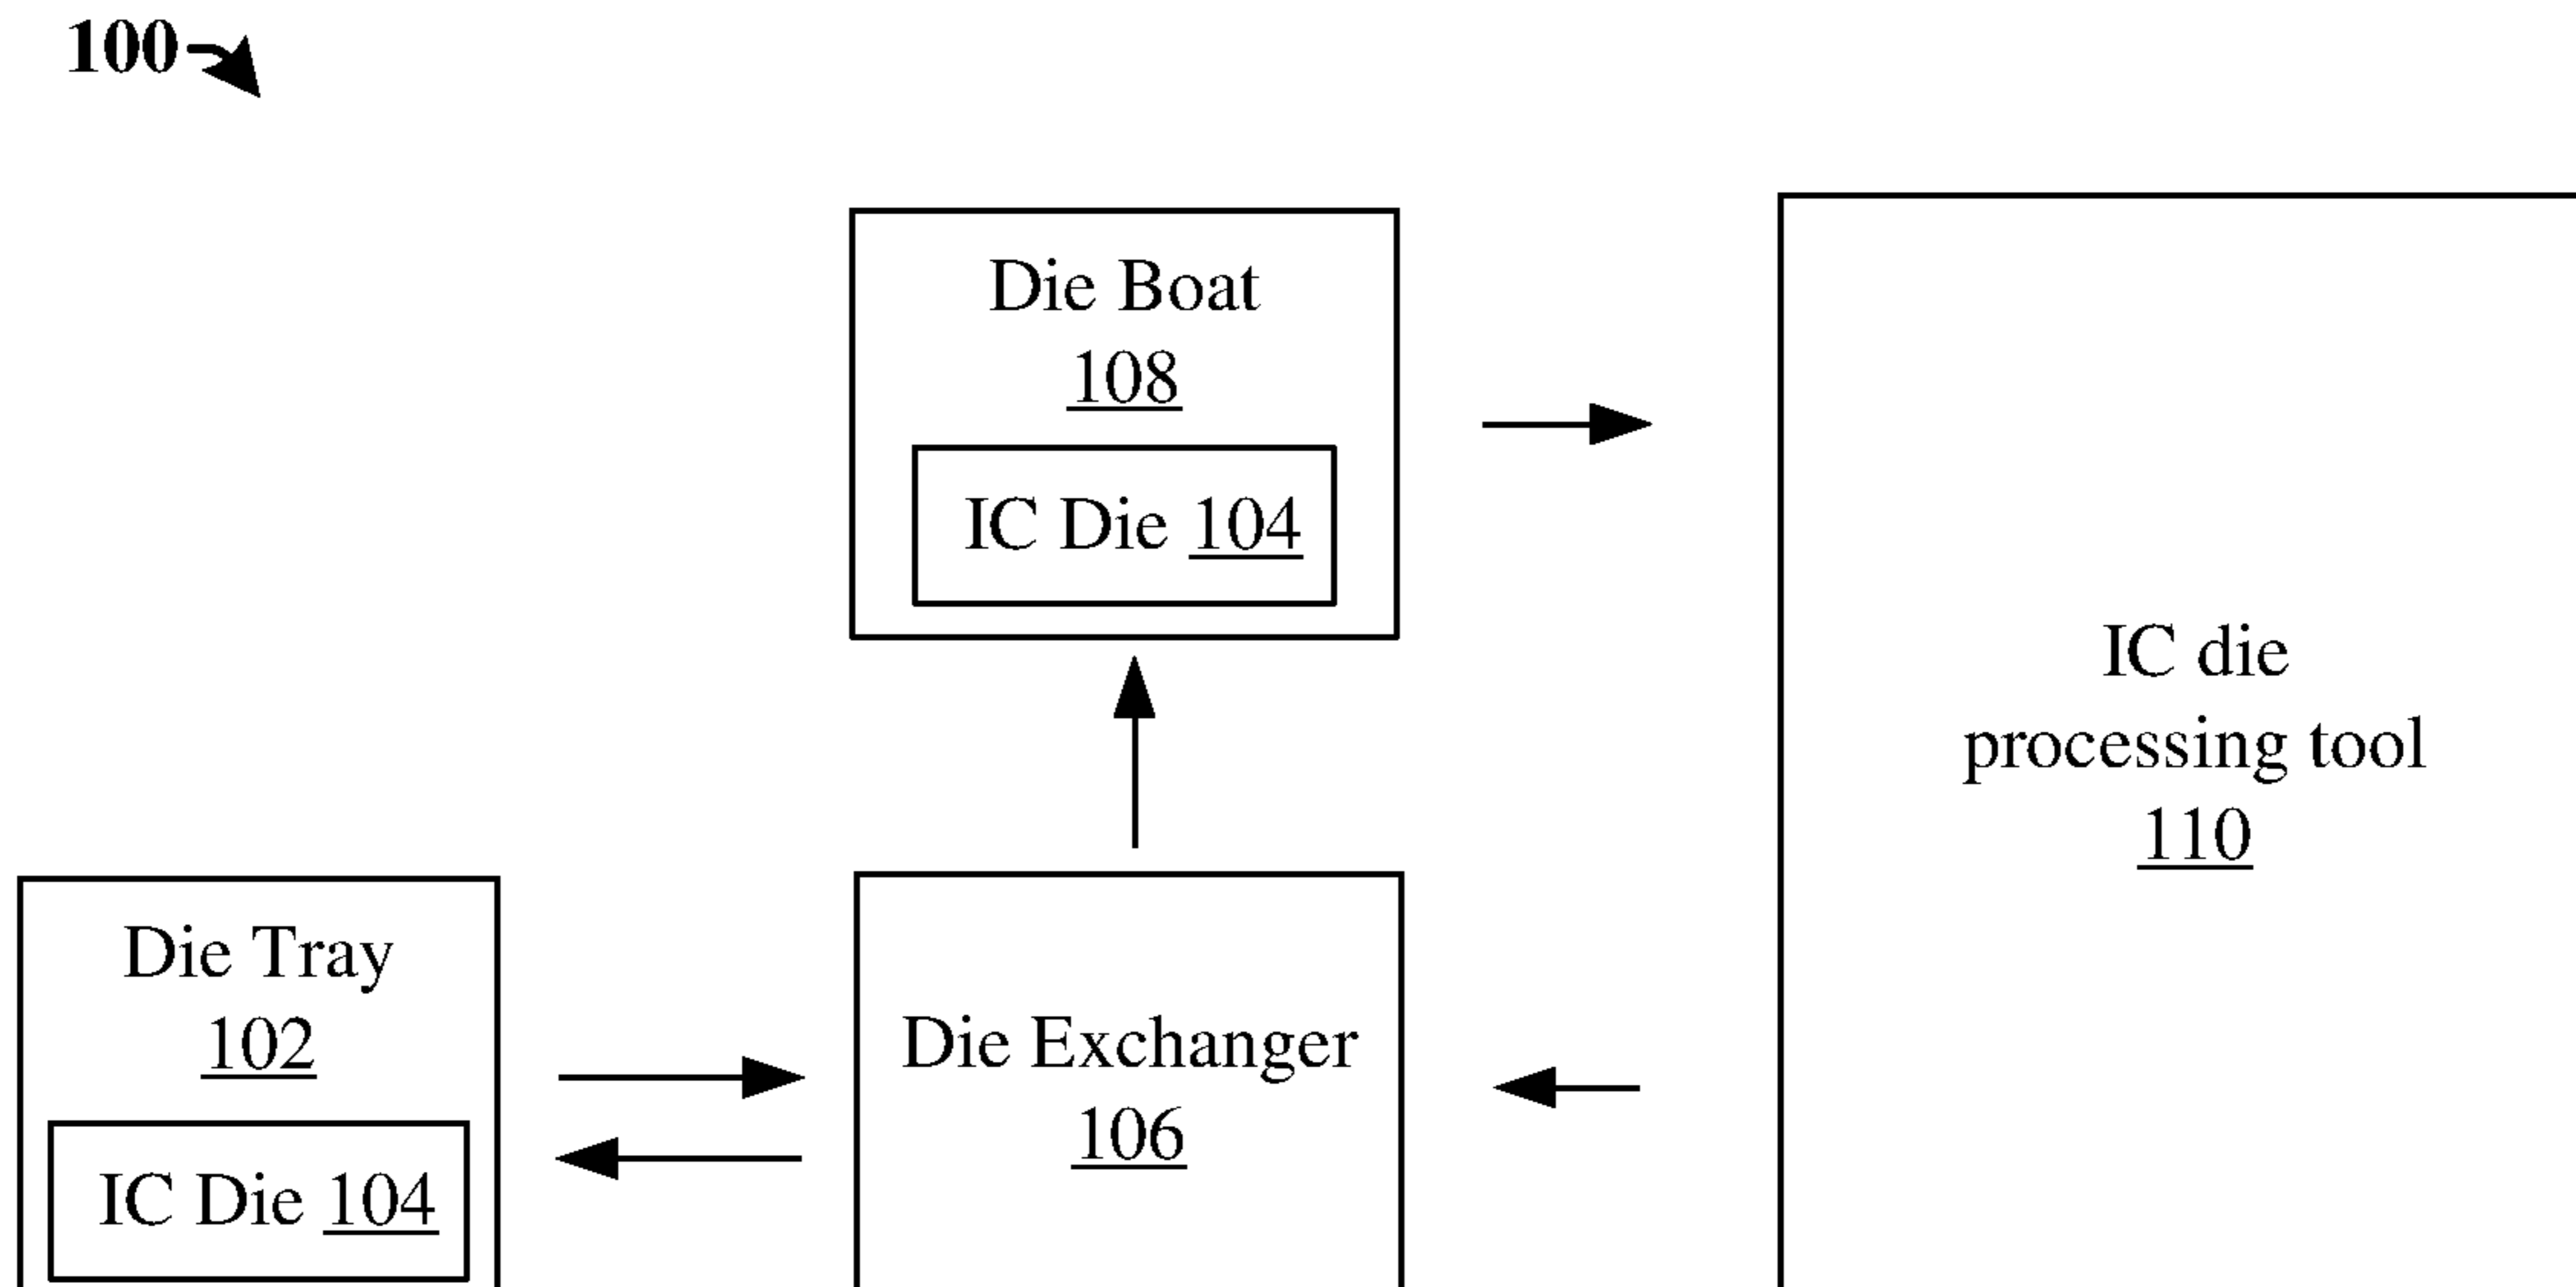 100
Die Boat
108
IC Die 104
IC die
processing tool
110
Die Tray
102
IC Die 104
Die Exchanger
106